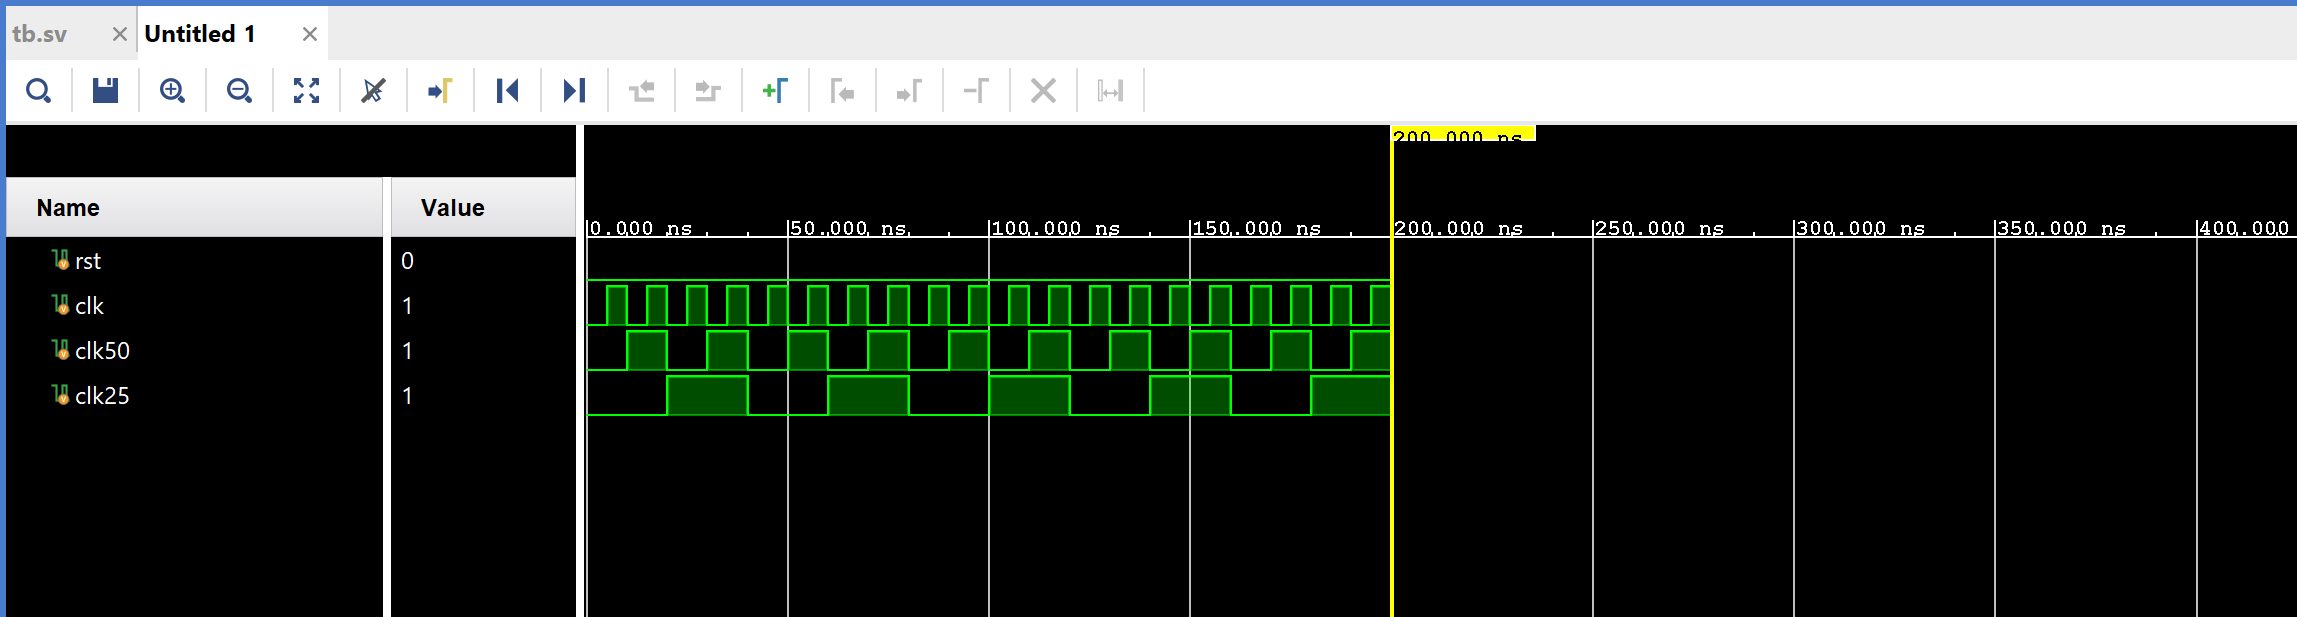 tb.sv Untitled 1
200.000 ns
Name Value
0.000 ns 50.000 ns 100.000 ns 150.000 ns 200.000 ns 250.000 ns 300.000 ns 350.000 ns 400.000
rst 0
clk 1
clk50 1
clk25 1